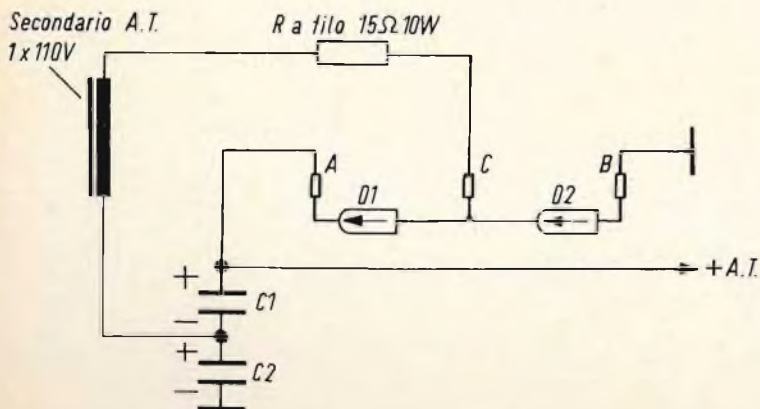 Secondario A.T.
1 x 110V
R a filo 15Ω 10W
A
C
B
D1
D2
+ A.T.
+
C1
−
+
C2
−